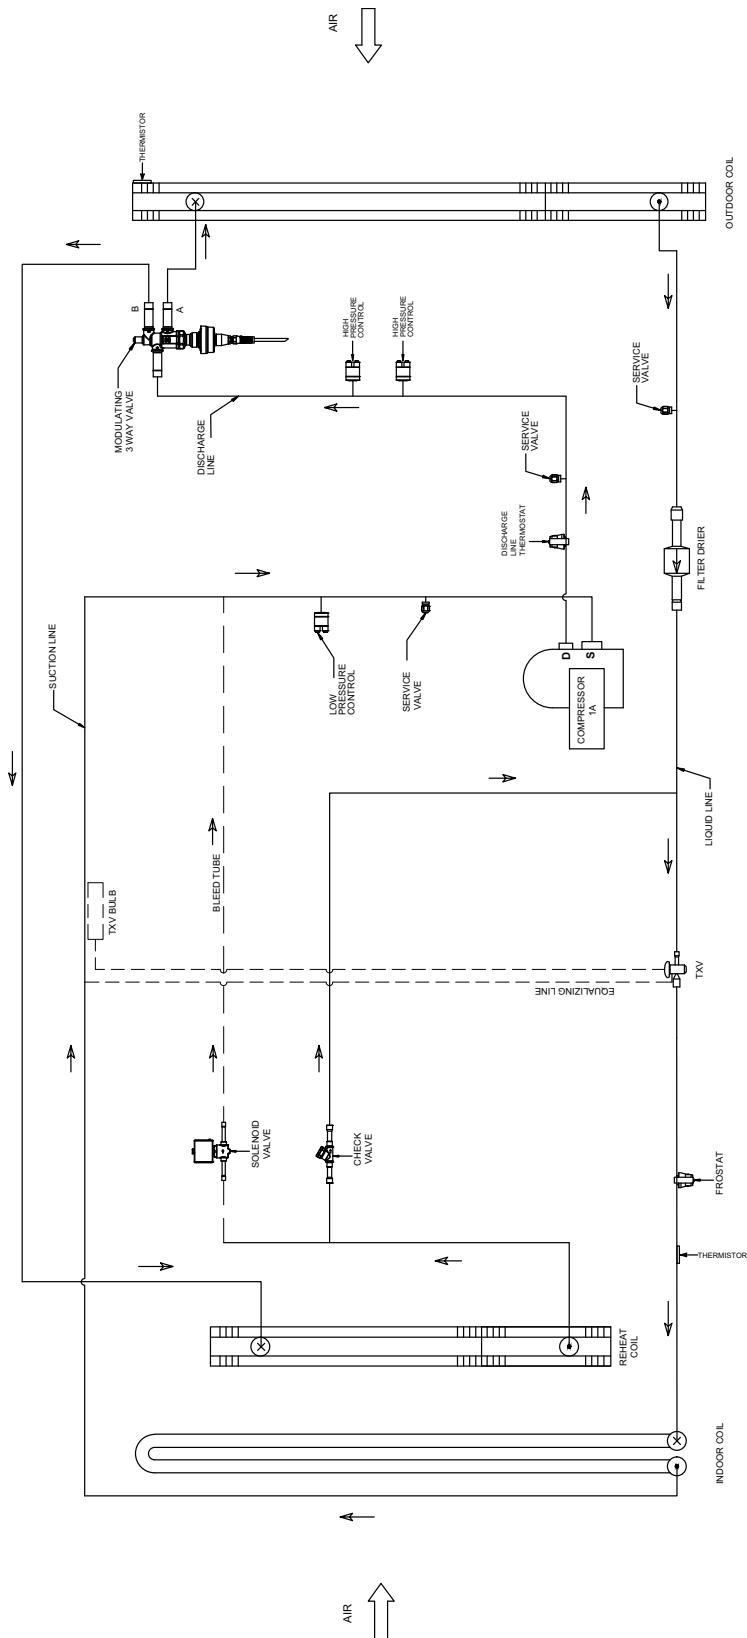 AIR
THERMISTOR
OUTDOOR COIL
B
A
MODULATING
3 WAY VALVE
HIGH
PRESSURE
CONTROL
HIGH
PRESSURE
CONTROL
DISCHARGE
LINE
SERVICE
VALVE
SERVICE
VALVE
DISCHARGE
LINE
THERMOSTAT
FILTER DRIER
SUCTION LINE
LOW
PRESSURE
CONTROL
SERVICE
VALVE
D
S
COMPRESSOR
1A
LIQUID LINE
BLEED TUBE
TXV BULB
TXV
EQUALIZING LINE
SOLENOID
VALVE
CHECK
VALVE
FROSTAT
THERMISTOR
REHEAT
COIL
INDOOR COIL
AIR